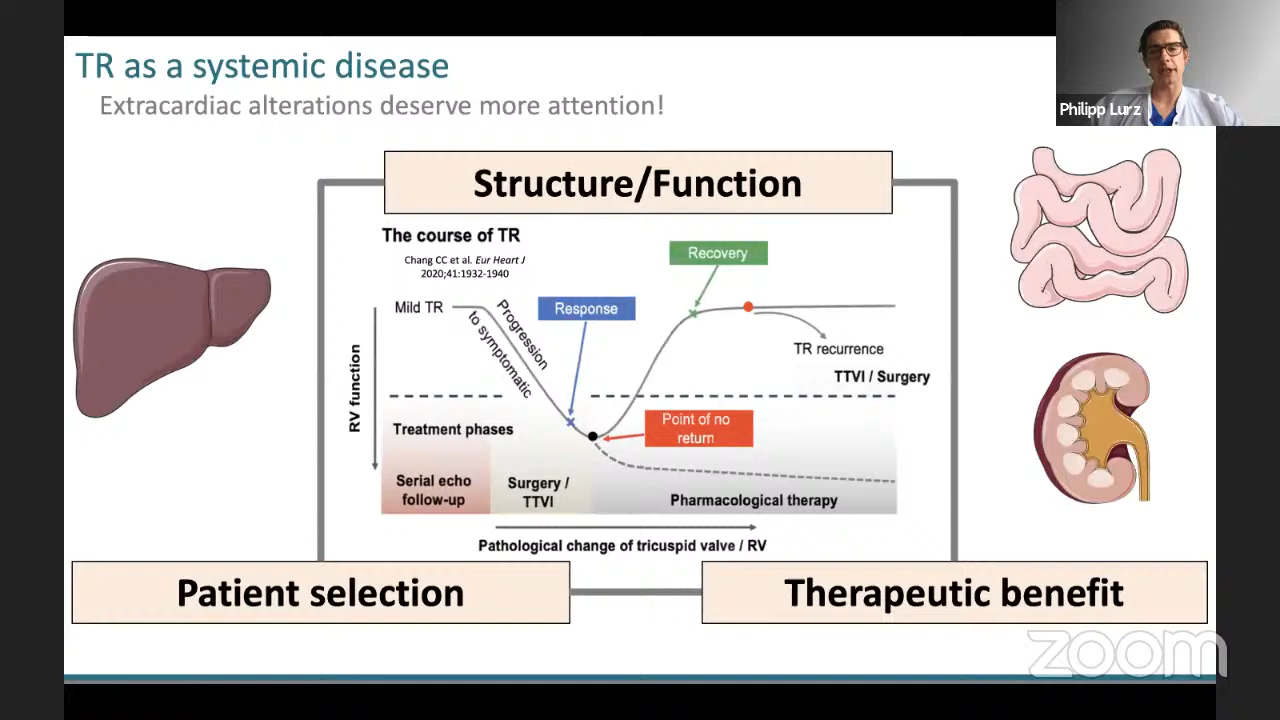 TR as a systemic disease
Extracardiac alterations deserve more attention!
Philipp Lurz
Structure/Function
The course of TR
Chang CC et al. Eur Heart J
2020;41:1932-1940
Recovery
Mild TR
Response
Progression
to symptomatic
TR recurrence
TTVI / Surgery
RV function
Point of no
return
Treatment phases
Serial echo
follow-up
Surgery /
TTVI
Pharmacological therapy
Pathological change of tricuspid valve / RV
Patient selection
Therapeutic benefit
zoom